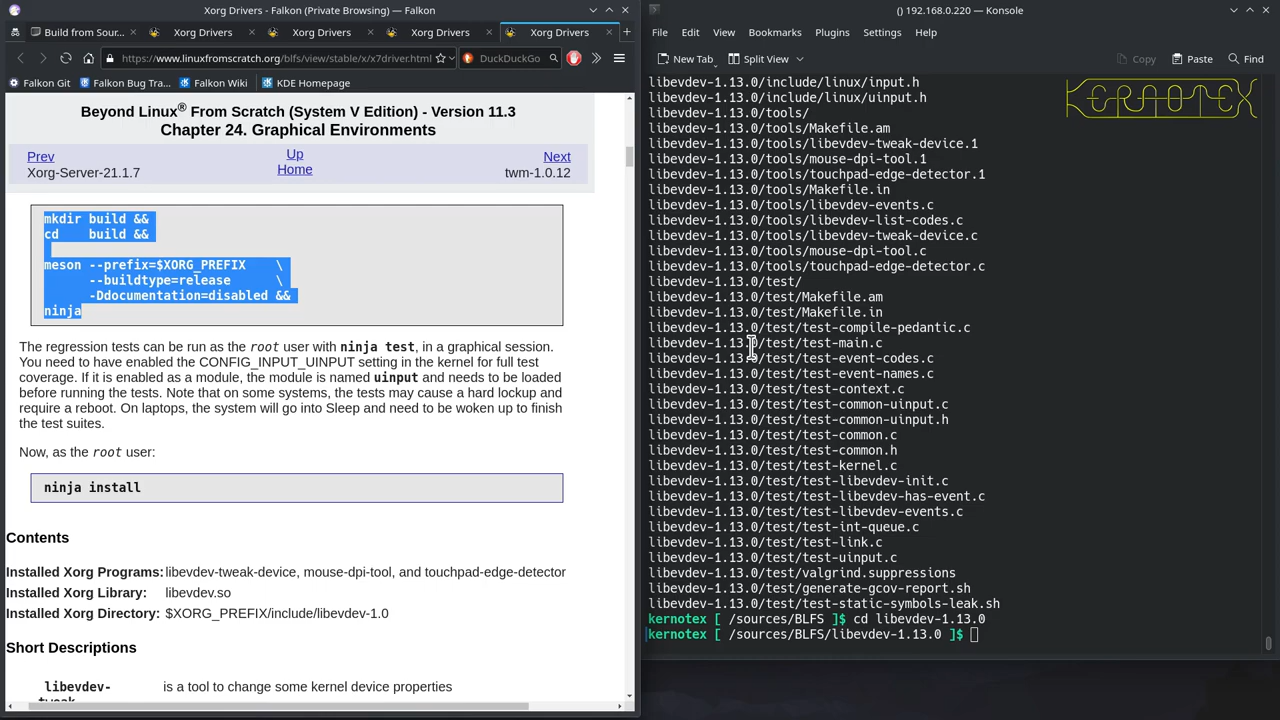 Xorg Drivers - Falkon (Private Browsing) — Falkon
Build from Sour...
Xorg Drivers
Xorg Drivers
Xorg Drivers
Xorg Drivers
https://www.linuxfromscratch.org/blfs/view/stable/x/x7driver.html
DuckDuckGo
Falkon Git
Falkon Bug Tra...
Falkon Wiki
KDE Homepage
Beyond Linux® From Scratch (System V Edition) - Version 11.3
Chapter 24. Graphical Environments
Prev
Up
Next
Xorg-Server-21.1.7
Home
twm-1.0.12
mkdir build &&
cd    build &&
meson --prefix=$XORG_PREFIX    \
--buildtype=release      \
-Ddocumentation=disabled &&
ninja
The regression tests can be run as the root user with ninja test, in a graphical session.
You need to have enabled the CONFIG_INPUT_UINPUT setting in the kernel for full test
coverage. If it is enabled as a module, the module is named uinput and needs to be loaded
before running the tests. Note that on some systems, the tests may cause a hard lockup and
require a reboot. On laptops, the system will go into Sleep and need to be woken up to finish
the test suites.
Now, as the root user:
ninja install
Contents
Installed Xorg Programs: libevdev-tweak-device, mouse-dpi-tool, and touchpad-edge-detector
Installed Xorg Library: libevdev.so
Installed Xorg Directory: $XORG_PREFIX/include/libevdev-1.0
Short Descriptions
libevdev- is a tool to change some kernel device properties
tweak-
() 192.168.0.220 — Konsole
File Edit View Bookmarks Plugins Settings Help
New Tab
Split View
Copy
Paste
Find
KERNOTEX
libevdev-1.13.0/include/linux/input.h
libevdev-1.13.0/include/linux/uinput.h
libevdev-1.13.0/tools/
libevdev-1.13.0/tools/Makefile.am
libevdev-1.13.0/tools/libevdev-tweak-device.1
libevdev-1.13.0/tools/mouse-dpi-tool.1
libevdev-1.13.0/tools/touchpad-edge-detector.1
libevdev-1.13.0/tools/Makefile.in
libevdev-1.13.0/tools/libevdev-events.c
libevdev-1.13.0/tools/libevdev-list-codes.c
libevdev-1.13.0/tools/libevdev-tweak-device.c
libevdev-1.13.0/tools/mouse-dpi-tool.c
libevdev-1.13.0/tools/touchpad-edge-detector.c
libevdev-1.13.0/test/
libevdev-1.13.0/test/Makefile.am
libevdev-1.13.0/test/Makefile.in
libevdev-1.13.0/test/test-compile-pedantic.c
libevdev-1.13.0/test/test-main.c
libevdev-1.13.0/test/test-event-codes.c
libevdev-1.13.0/test/test-event-names.c
libevdev-1.13.0/test/test-context.c
libevdev-1.13.0/test/test-common-uinput.c
libevdev-1.13.0/test/test-common-uinput.h
libevdev-1.13.0/test/test-common.c
libevdev-1.13.0/test/test-common.h
libevdev-1.13.0/test/test-kernel.c
libevdev-1.13.0/test/test-libevdev-init.c
libevdev-1.13.0/test/test-libevdev-has-event.c
libevdev-1.13.0/test/test-libevdev-events.c
libevdev-1.13.0/test/test-int-queue.c
libevdev-1.13.0/test/test-link.c
libevdev-1.13.0/test/test-uinput.c
libevdev-1.13.0/test/valgrind.suppressions
libevdev-1.13.0/test/generate-gcov-report.sh
libevdev-1.13.0/test/test-static-symbols-leak.sh
kernotex [ /sources/BLFS ]$ cd libevdev-1.13.0
kernotex [ /sources/BLFS/libevdev-1.13.0 ]$